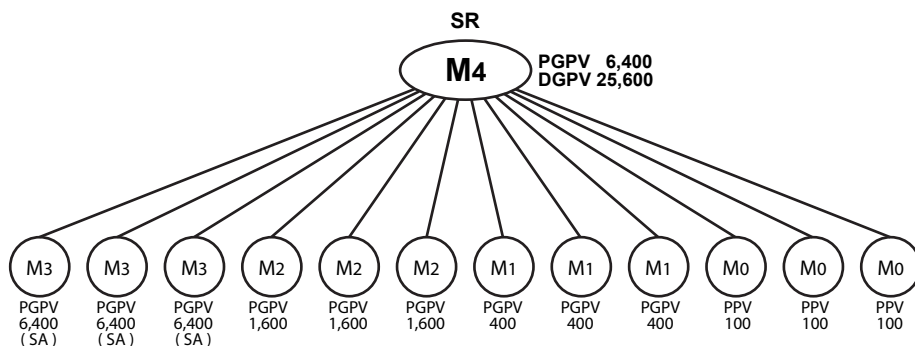 SR
M4
PGPV 6,400
DGPV 25,600
M3 M3 M3 M2 M2 M2 M1 M1 M1 M0 M0 M0
PGPV PGPV PGPV PGPV PGPV PGPV PGPV PGPV PGPV PPV PPV PPV
6,400 6,400 6,400 1,600 1,600 1,600 400 400 400 100 100 100
( SA ) ( SA ) ( SA )